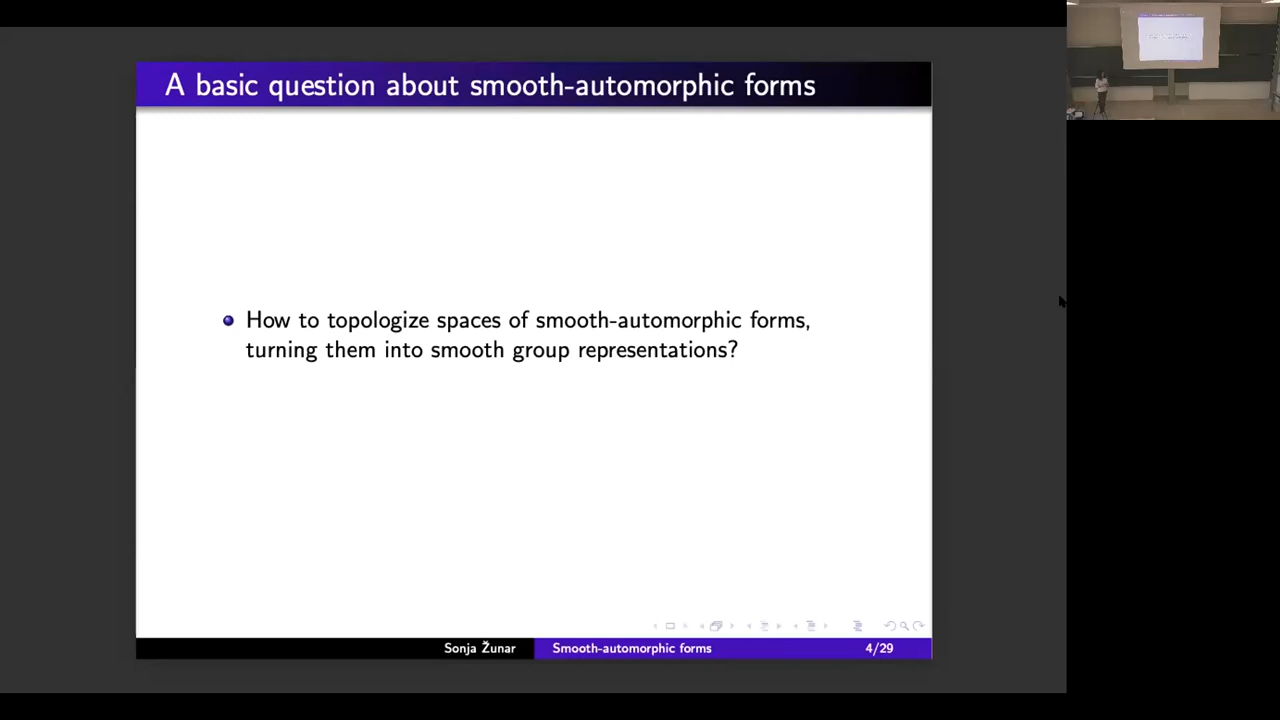 A basic question about smooth-automorphic forms
How to topologize spaces of smooth-automorphic forms,
turning them into smooth group representations?
Sonja Žunar
Smooth-automorphic forms
4/29